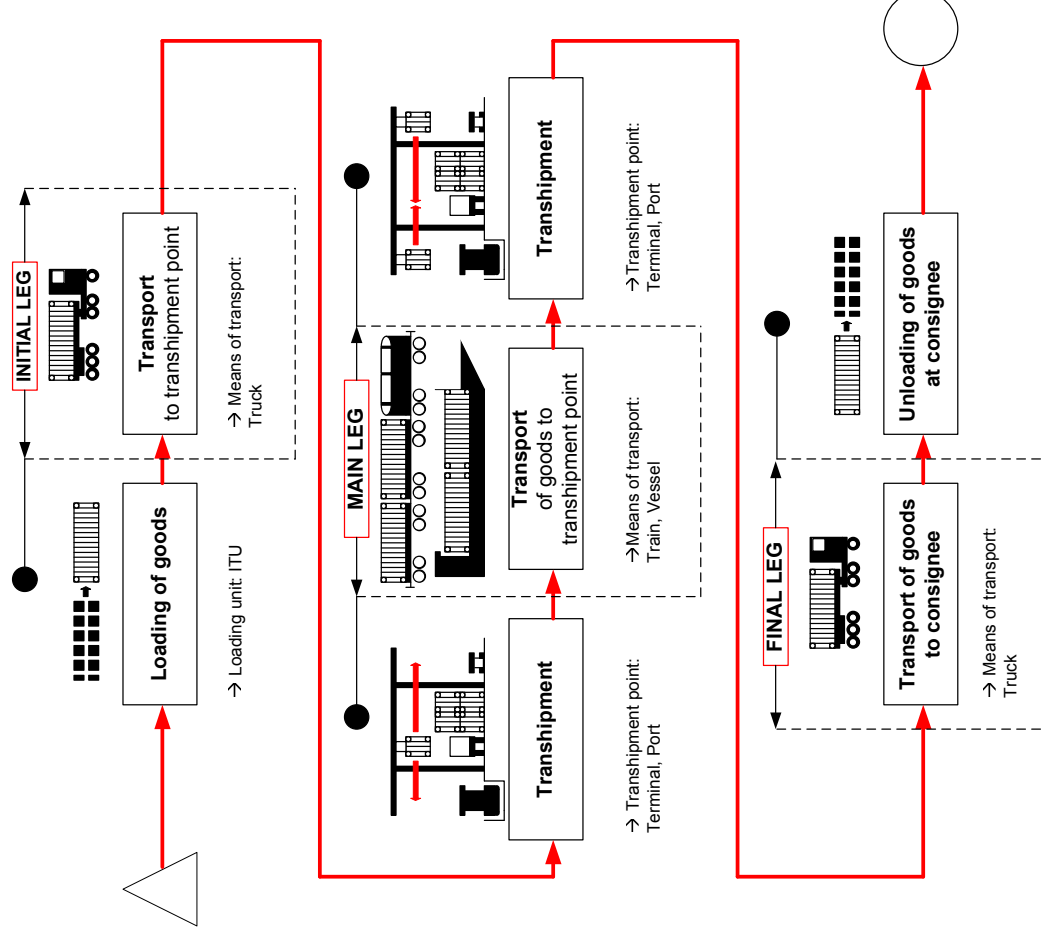 INITIAL LEG
Loading of goods
→ Loading unit: ITU
Transport
to transhipment point
→ Means of transport:
Truck
MAIN LEG
Transhipment
→ Transhipment point:
Terminal, Port
Transport
of goods to
transhipment point
→Means of transport:
Train, Vessel
Transhipment
→Transhipment point:
Terminal, Port
FINAL LEG
Transport of goods
to consignee
→ Means of transport:
Truck
Unloading of goods
at consignee